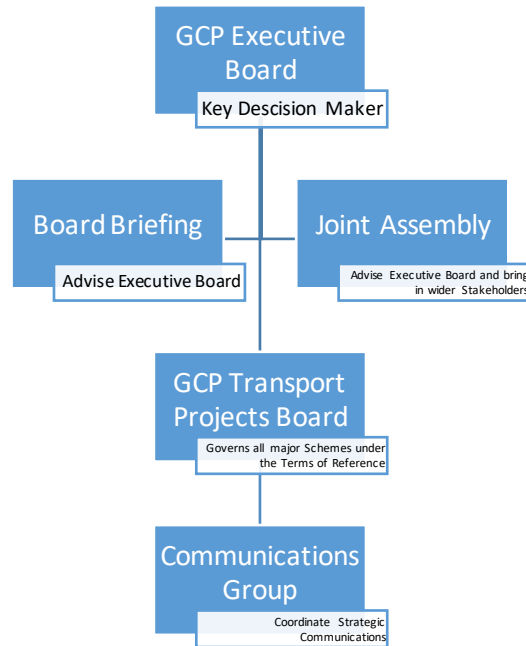 GCP Executive
Board
Key Descision Maker
Board Briefing
Advise Executive Board
Joint Assembly
Advise Executive Board and bring
in wider Stakeholders
GCP Transport
Projects Board
Governs all major Schemes under
the Terms of Reference
Communications
Group
Coordinate Strategic
Communications